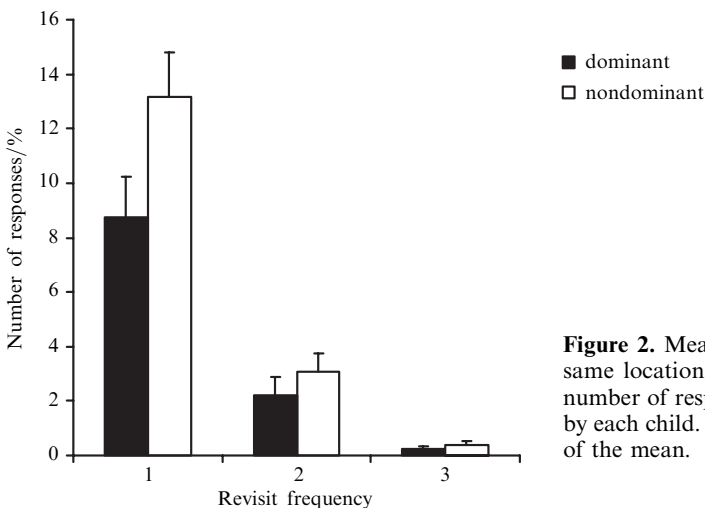 16
14
12
10
8
6
4
2
0
Number of responses/%
1
2
3
Revisit frequency
dominant
nondominant
Figure 2. Mea
same location
number of resp
by each child.
of the mean.